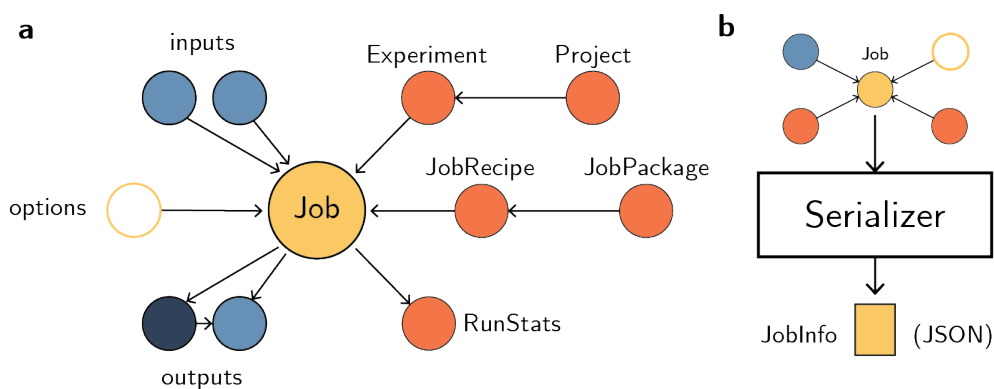 a
inputs
Experiment
Project
options
Job
JobRecipe
JobPackage
outputs
RunStats
b
Job
Serializer
JobInfo
(JSON)